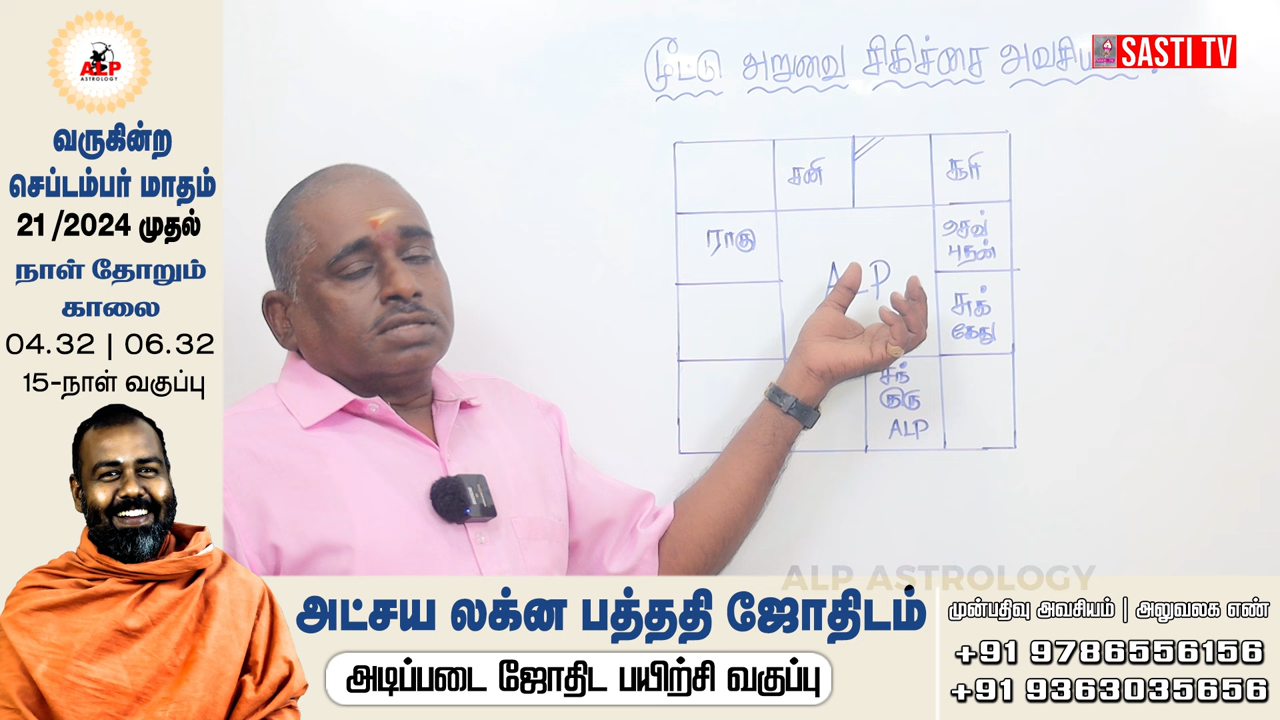 ALP
ASTROLOGY
வருகின்ற
செப்டம்பர் மாதம்
21 /2024 முதல்
நாள் தோறும்
காலை
04.32 | 06.32
15-நாள் வகுப்பு
மூட்டு அறுவை சிகிச்சை
SASTI TV
சனி
சூரி
ராகு
செவ்
புதன்
ALP
சுக்
கேது
சந்
குரு
ALP
ALP ASTROLOGY
அட்சய லக்ன பத்ததி ஜோதிடம்
அடிப்படை ஜோதிட பயிற்சி வகுப்பு
முன்பதிவு அவசியம் | அலுவலக எண்
+91 9786556156
+91 9363035656